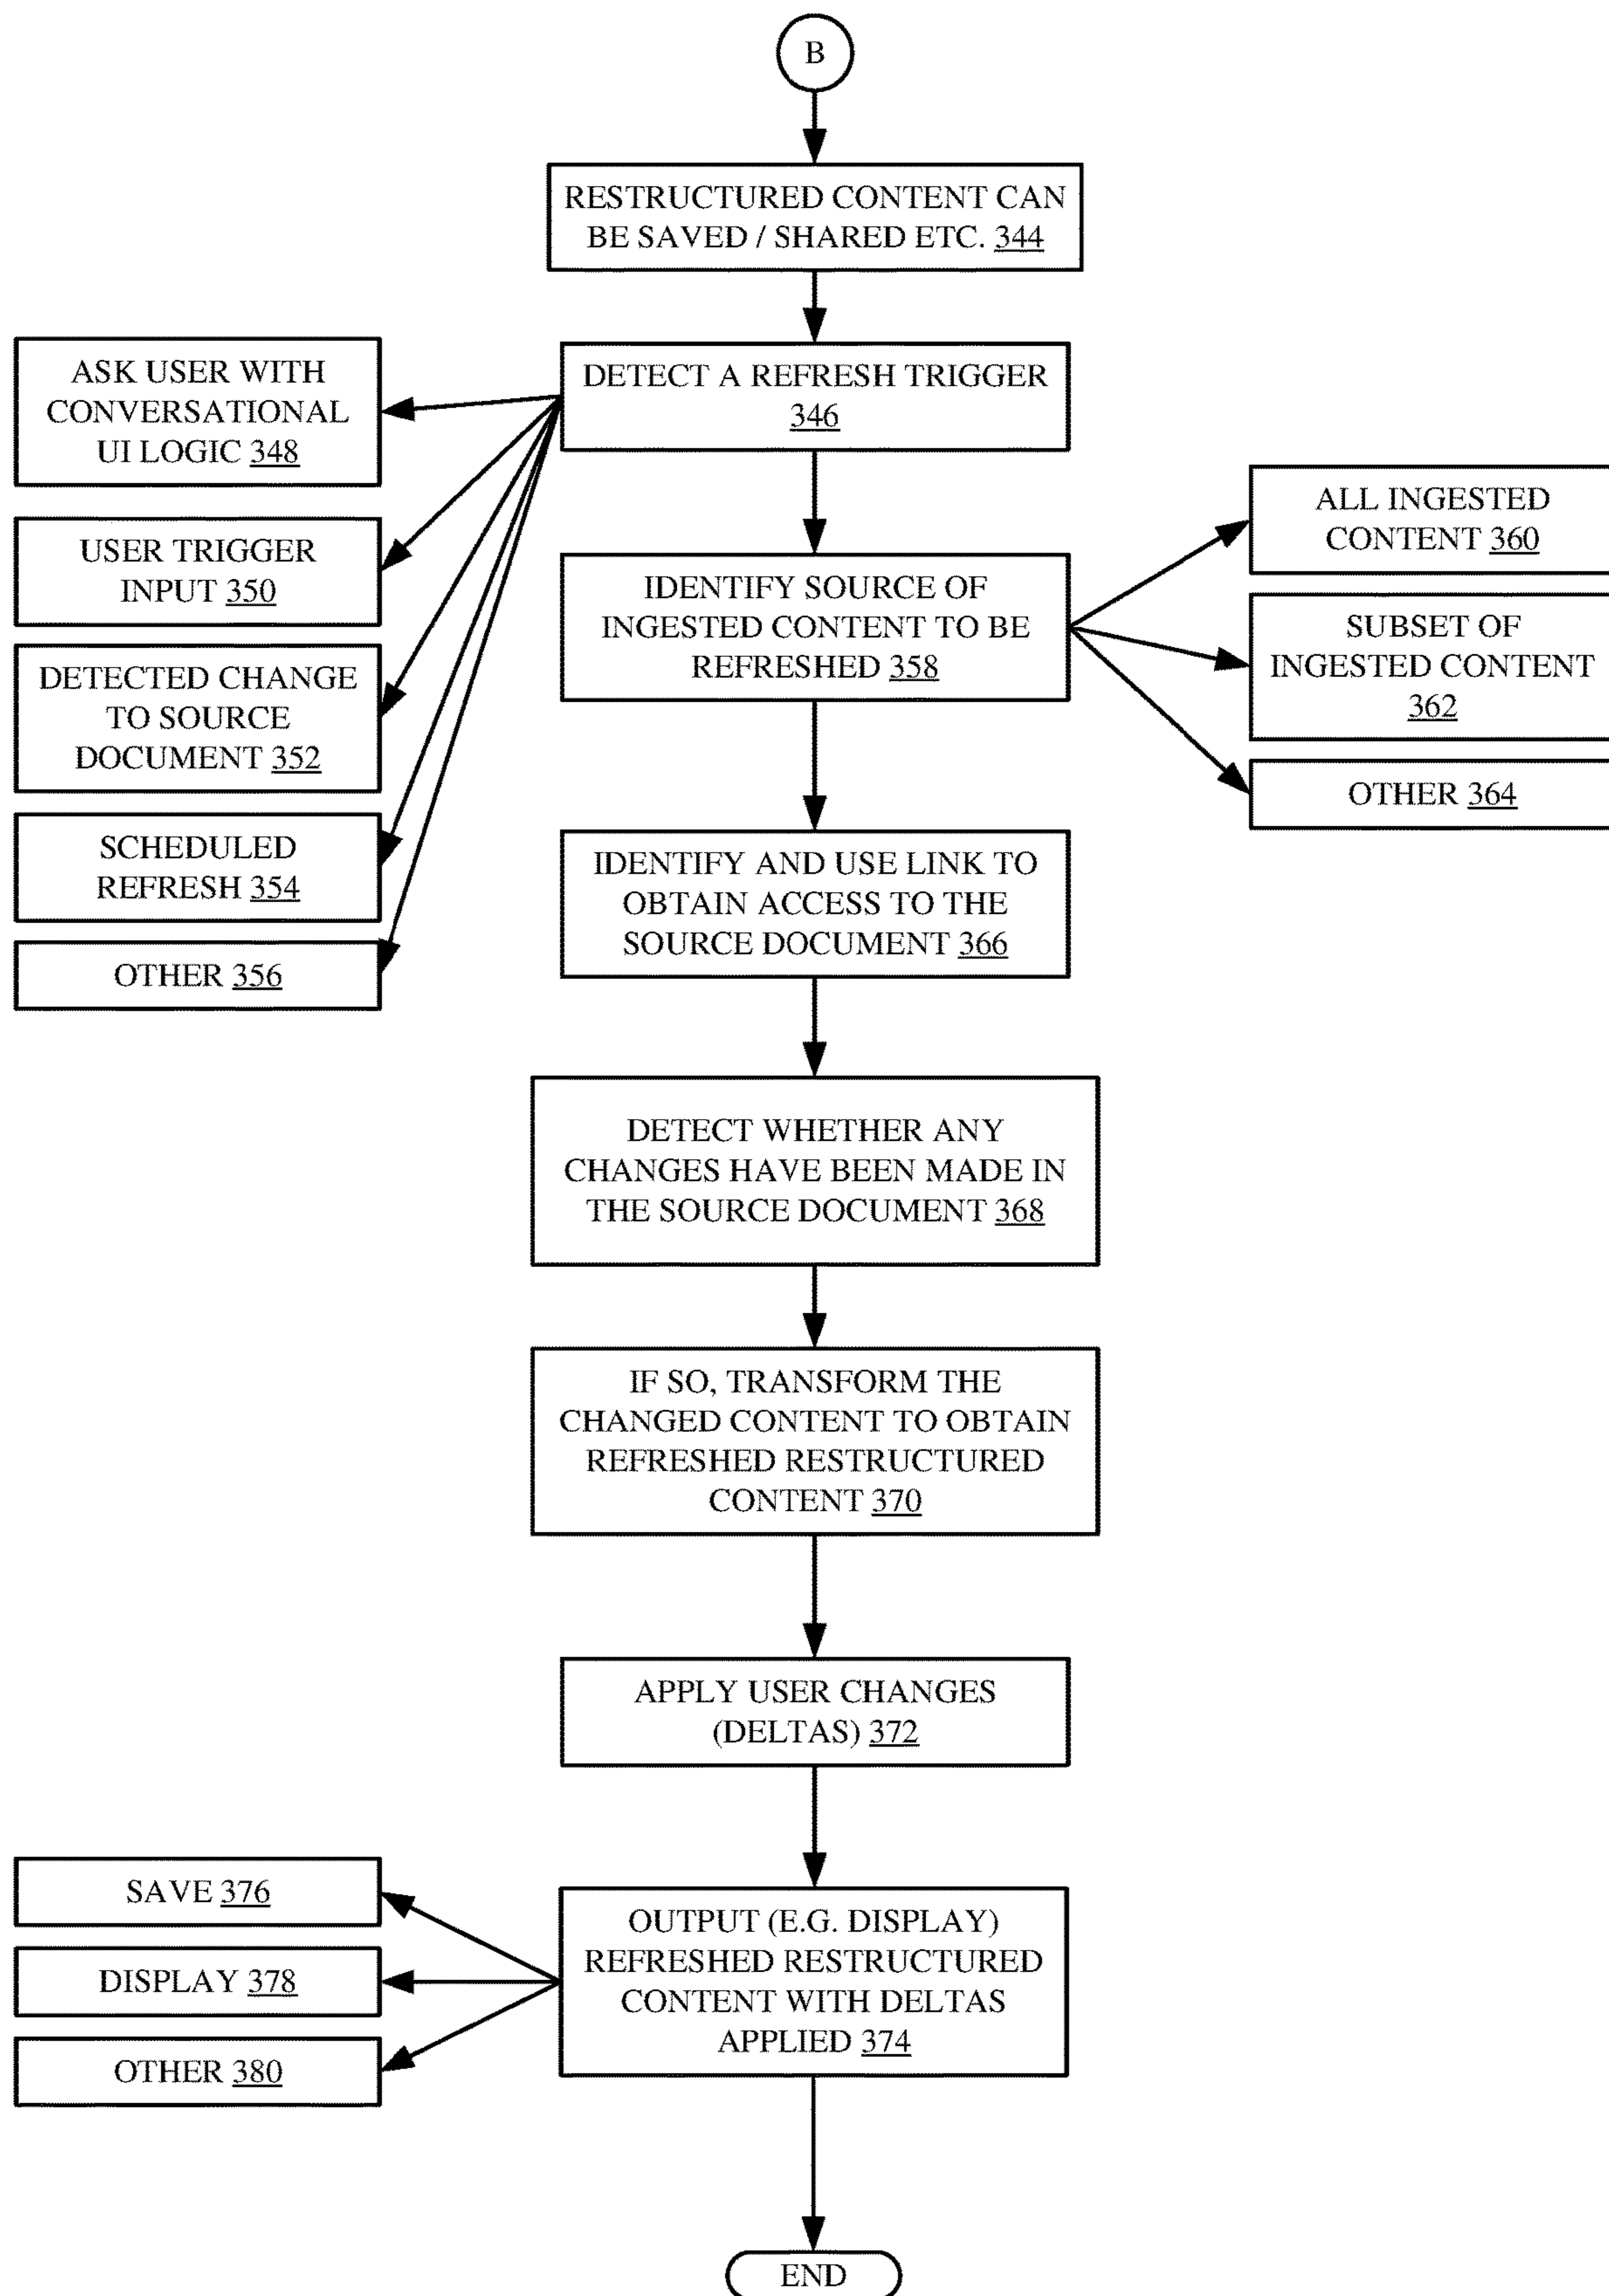 B
RESTRUCTURED CONTENT CAN
BE SAVED / SHARED ETC. 344
DETECT A REFRESH TRIGGER
346
ASK USER WITH
CONVERSATIONAL
UI LOGIC 348
USER TRIGGER
INPUT 350
DETECTED CHANGE
TO SOURCE
DOCUMENT 352
SCHEDULED
REFRESH 354
OTHER 356
IDENTIFY SOURCE OF
INGESTED CONTENT TO BE
REFRESHED 358
ALL INGESTED
CONTENT 360
SUBSET OF
INGESTED CONTENT
362
OTHER 364
IDENTIFY AND USE LINK TO
OBTAIN ACCESS TO THE
SOURCE DOCUMENT 366
DETECT WHETHER ANY
CHANGES HAVE BEEN MADE IN
THE SOURCE DOCUMENT 368
IF SO, TRANSFORM THE
CHANGED CONTENT TO OBTAIN
REFRESHED RESTRUCTURED
CONTENT 370
APPLY USER CHANGES
(DELTAS) 372
OUTPUT (E.G. DISPLAY)
REFRESHED RESTRUCTURED
CONTENT WITH DELTAS
APPLIED 374
SAVE 376
DISPLAY 378
OTHER 380
END